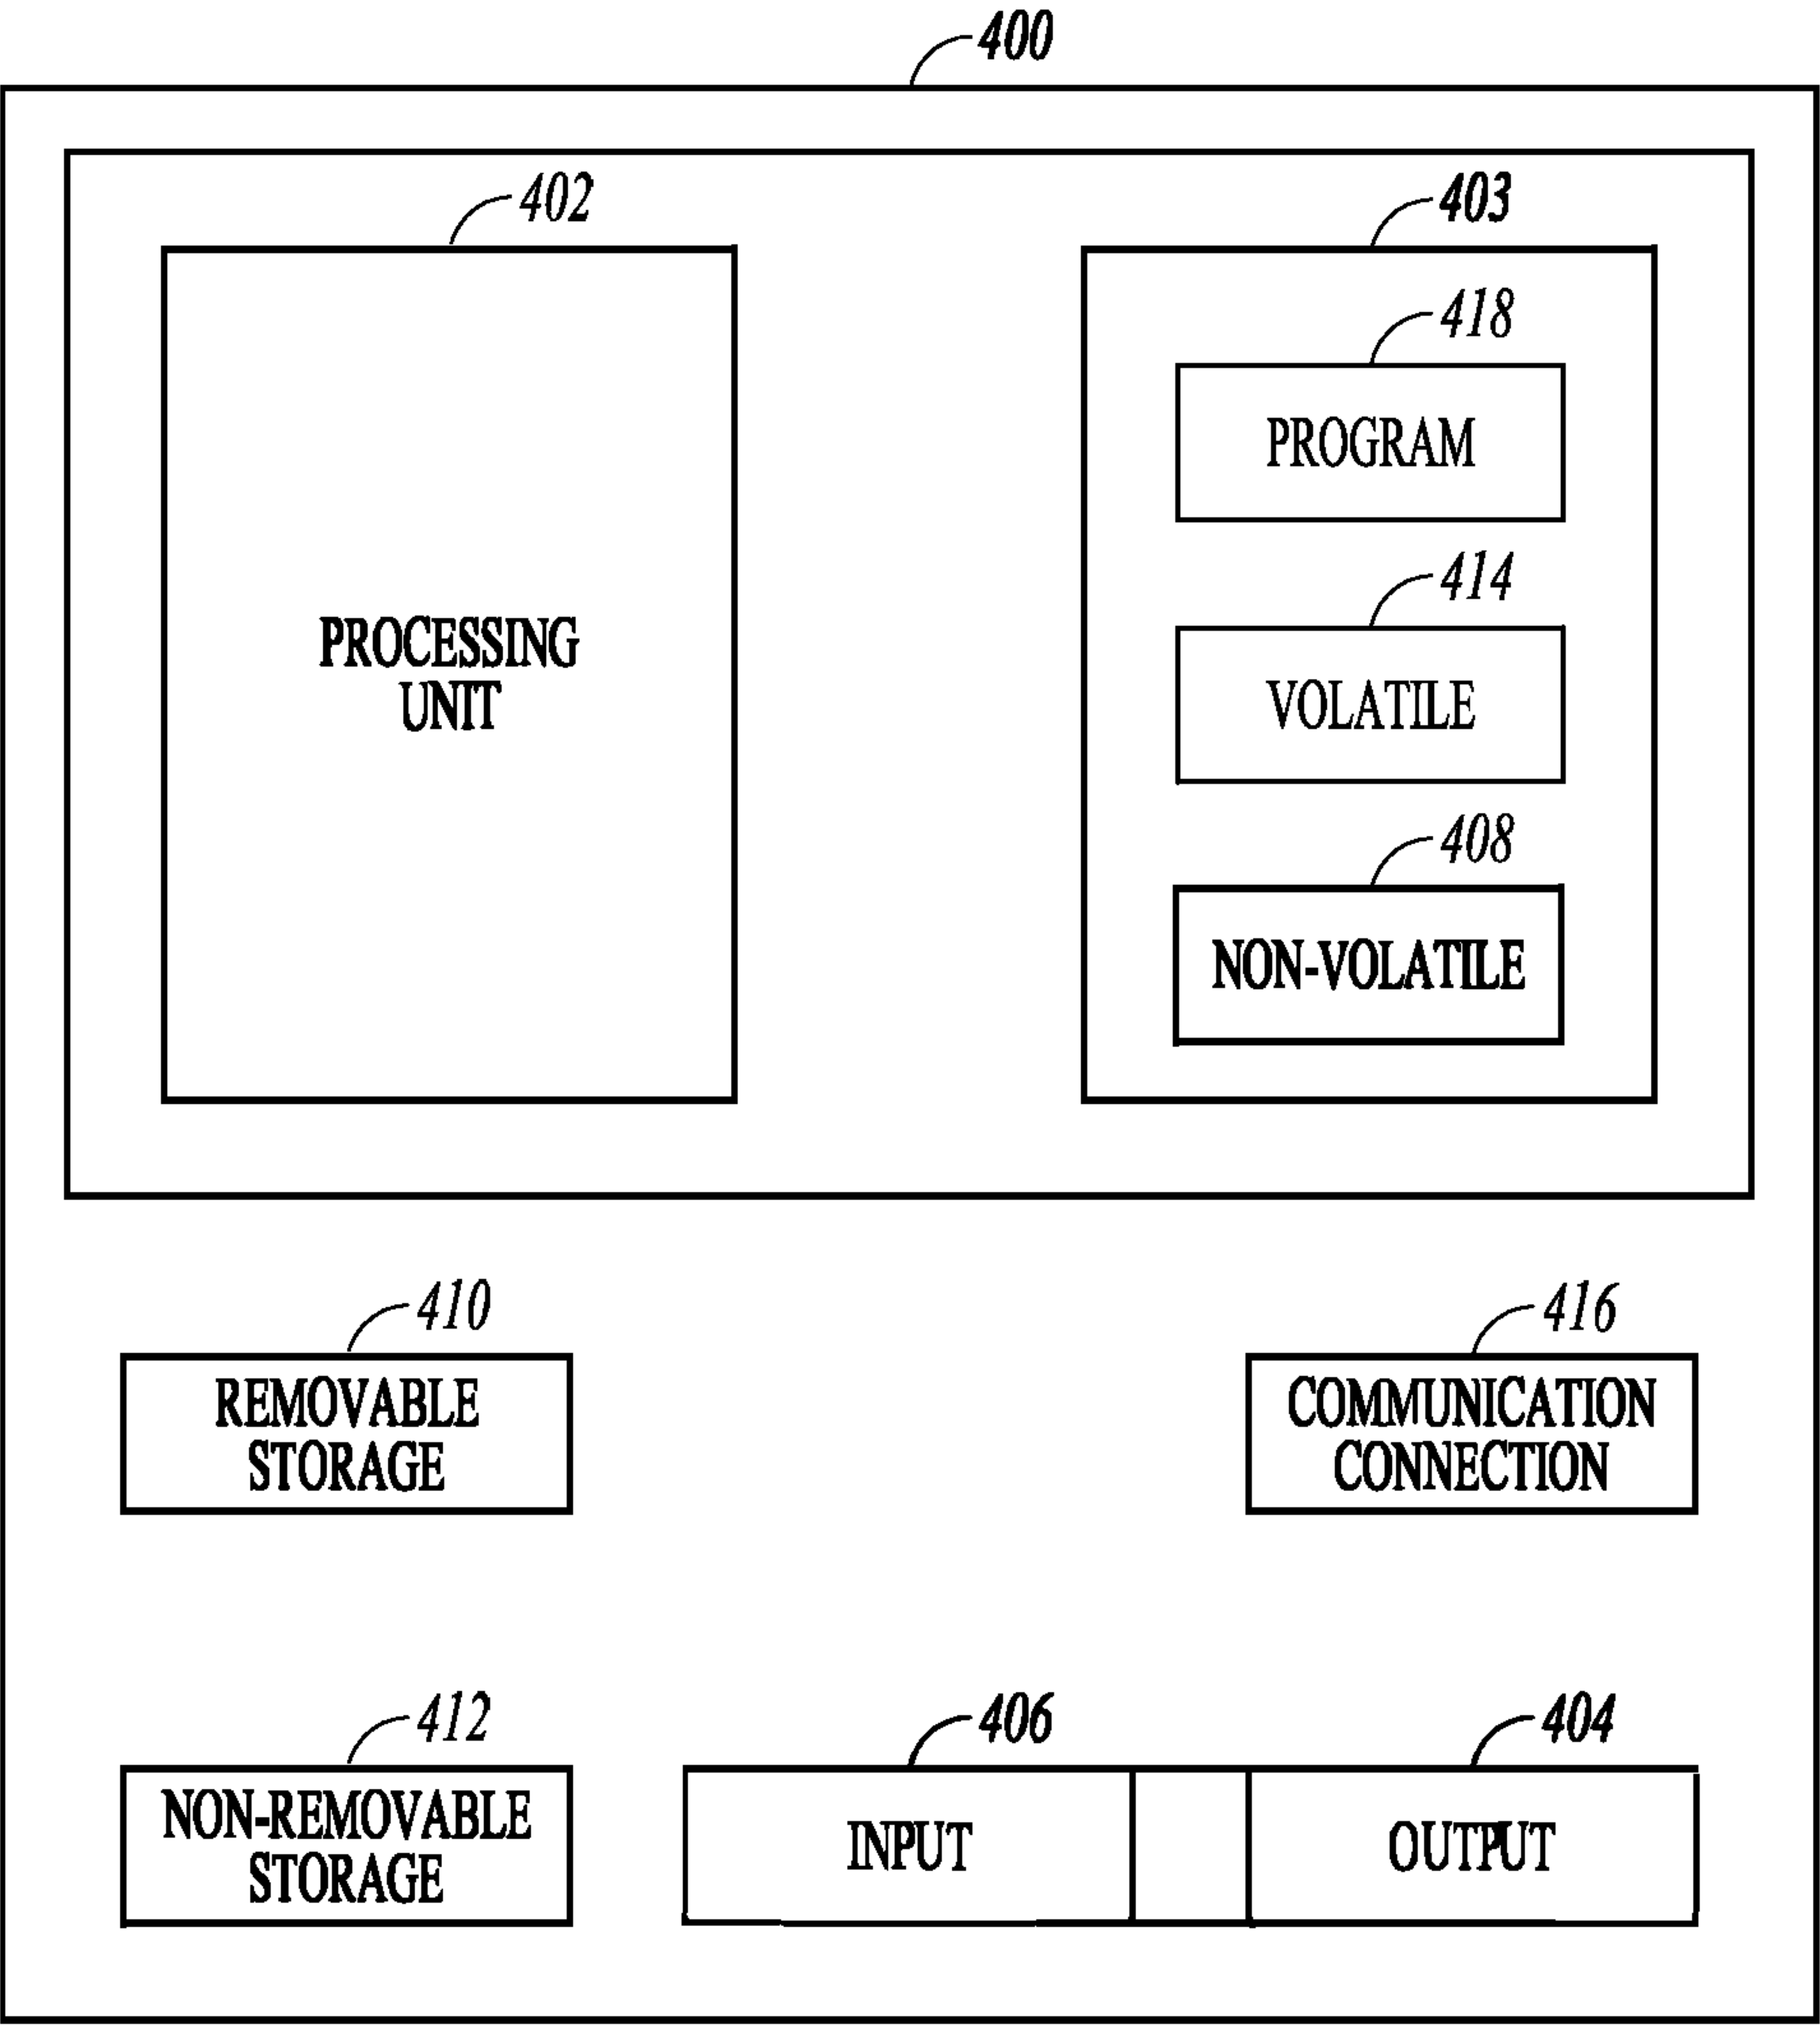 400
402
403
418
PROGRAM
414
PROCESSING
UNIT
VOLATILE
408
NON-VOLATILE
410
416
REMOVABLE
STORAGE
COMMUNICATION
CONNECTION
412
406
404
NON-REMOVABLE
STORAGE
INPUT
OUTPUT